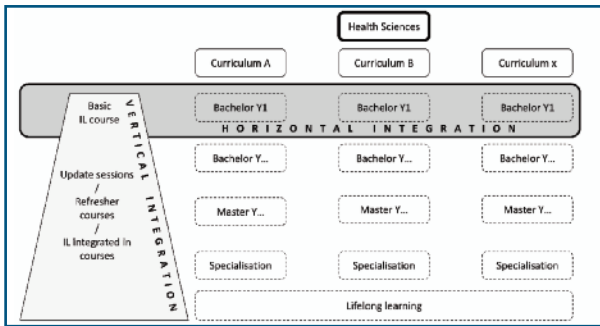 Health Sciences
Curriculum A
Curriculum B
Curriculum x
Basic
IL course
Bachelor Y1
Bachelor Y1
Bachelor Y1
HORIZONTAL INTEGRATION
VERTICAL INTEGRATION
Update sessions
/
Refresher
courses
/
IL Integrated in
courses
Bachelor Y...
Bachelor Y...
Bachelor Y...
Master Y...
Master Y...
Master Y...
Specialisation
Specialisation
Specialisation
Lifelong learning